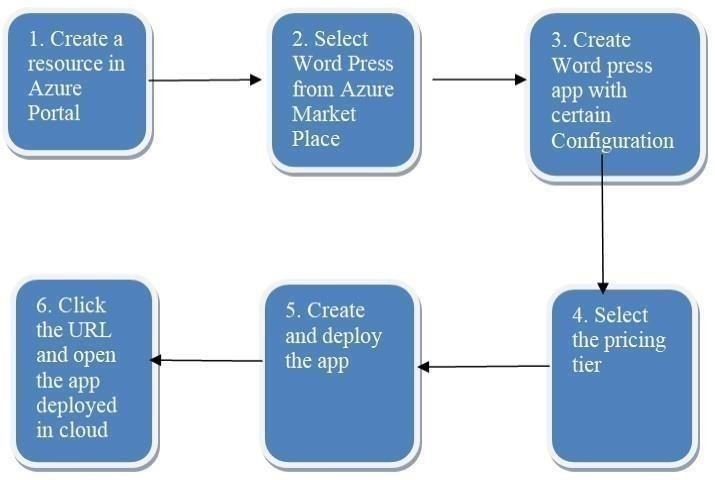 1. Create a
resource in
Azure
Portal
2. Select
Word Press
from Azure
Market
Place
3. Create
Word press
app with
certain
Configuration
4. Select
the pricing
tier
5. Create
and deploy
the app
6. Click
the URL
and open
the app
deployed
in cloud